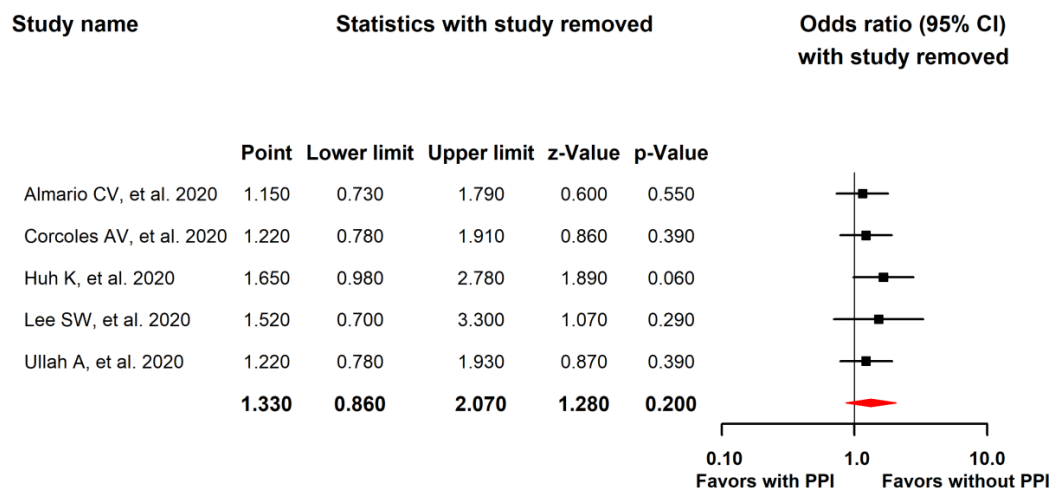 Study name Statistics with study removed Odds ratio (95% CI)
with study removed
Point Lower limit Upper limit z-Value p-Value
Almario CV, et al. 2020 1.150 0.730 1.790 0.600 0.550
Corcoles AV, et al. 2020 1.220 0.780 1.910 0.860 0.390
Huh K, et al. 2020 1.650 0.980 2.780 1.890 0.060
Lee SW, et al. 2020 1.520 0.700 3.300 1.070 0.290
Ullah A, et al. 2020 1.220 0.780 1.930 0.870 0.390
1.330 0.860 2.070 1.280 0.200
0.10 1.0 10.0
Favors with PPI Favors without PPI